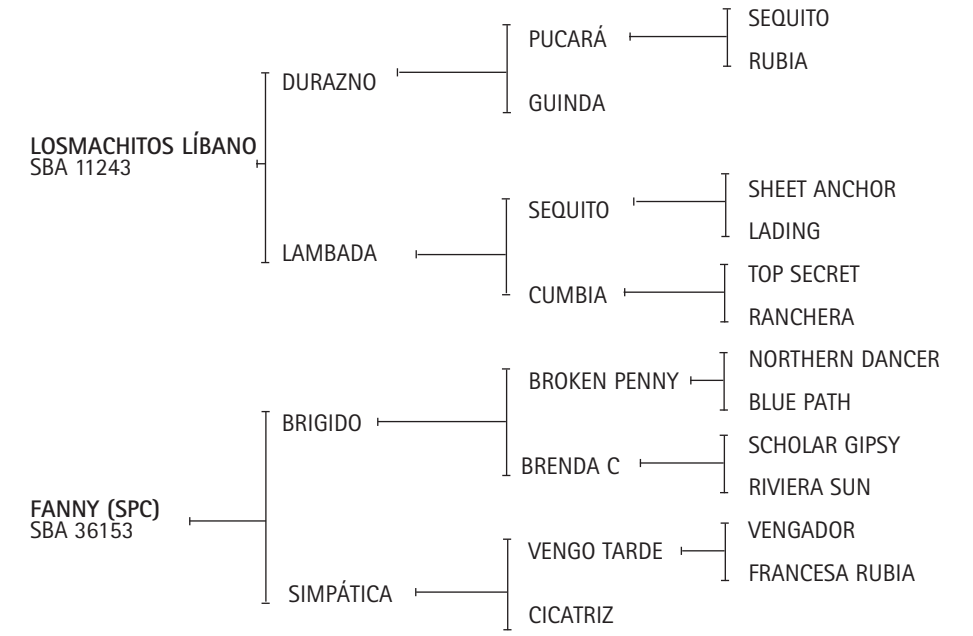 SEQUITO
PUCARÁ
RUBIA
DURAZNO
GUINDA
LOSMACHITOS LÍBANO
SBA 11243
SHEET ANCHOR
SEQUITO
LADING
LAMBADA
TOP SECRET
CUMBIA
RANCHERA
NORTHERN DANCER
BROKEN PENNY
BLUE PATH
BRIGIDO
SCHOLAR GIPSY
BRENDA C
RIVIERA SUN
FANNY (SPC)
SBA 36153
VENGADOR
VENGO TARDE
FRANCESA RUBIA
SIMPÁTICA
CICATRIZ